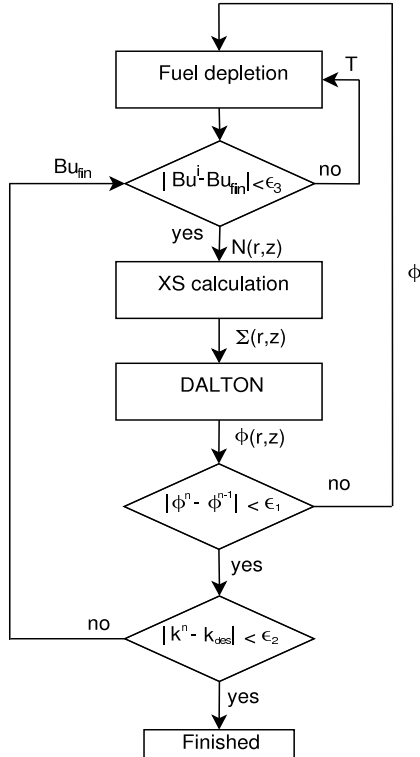 Fuel depletion
T
Bu_fin
| Bu^i-Bu_fin|<ϵ_3
no
yes
N(r,z)
XS calculation
ϕ
Σ(r,z)
DALTON
ϕ(r,z)
no
|ϕ^n - ϕ^n-1| < ϵ_1
yes
no
|k^n - k_des| < ϵ_2
yes
Finished